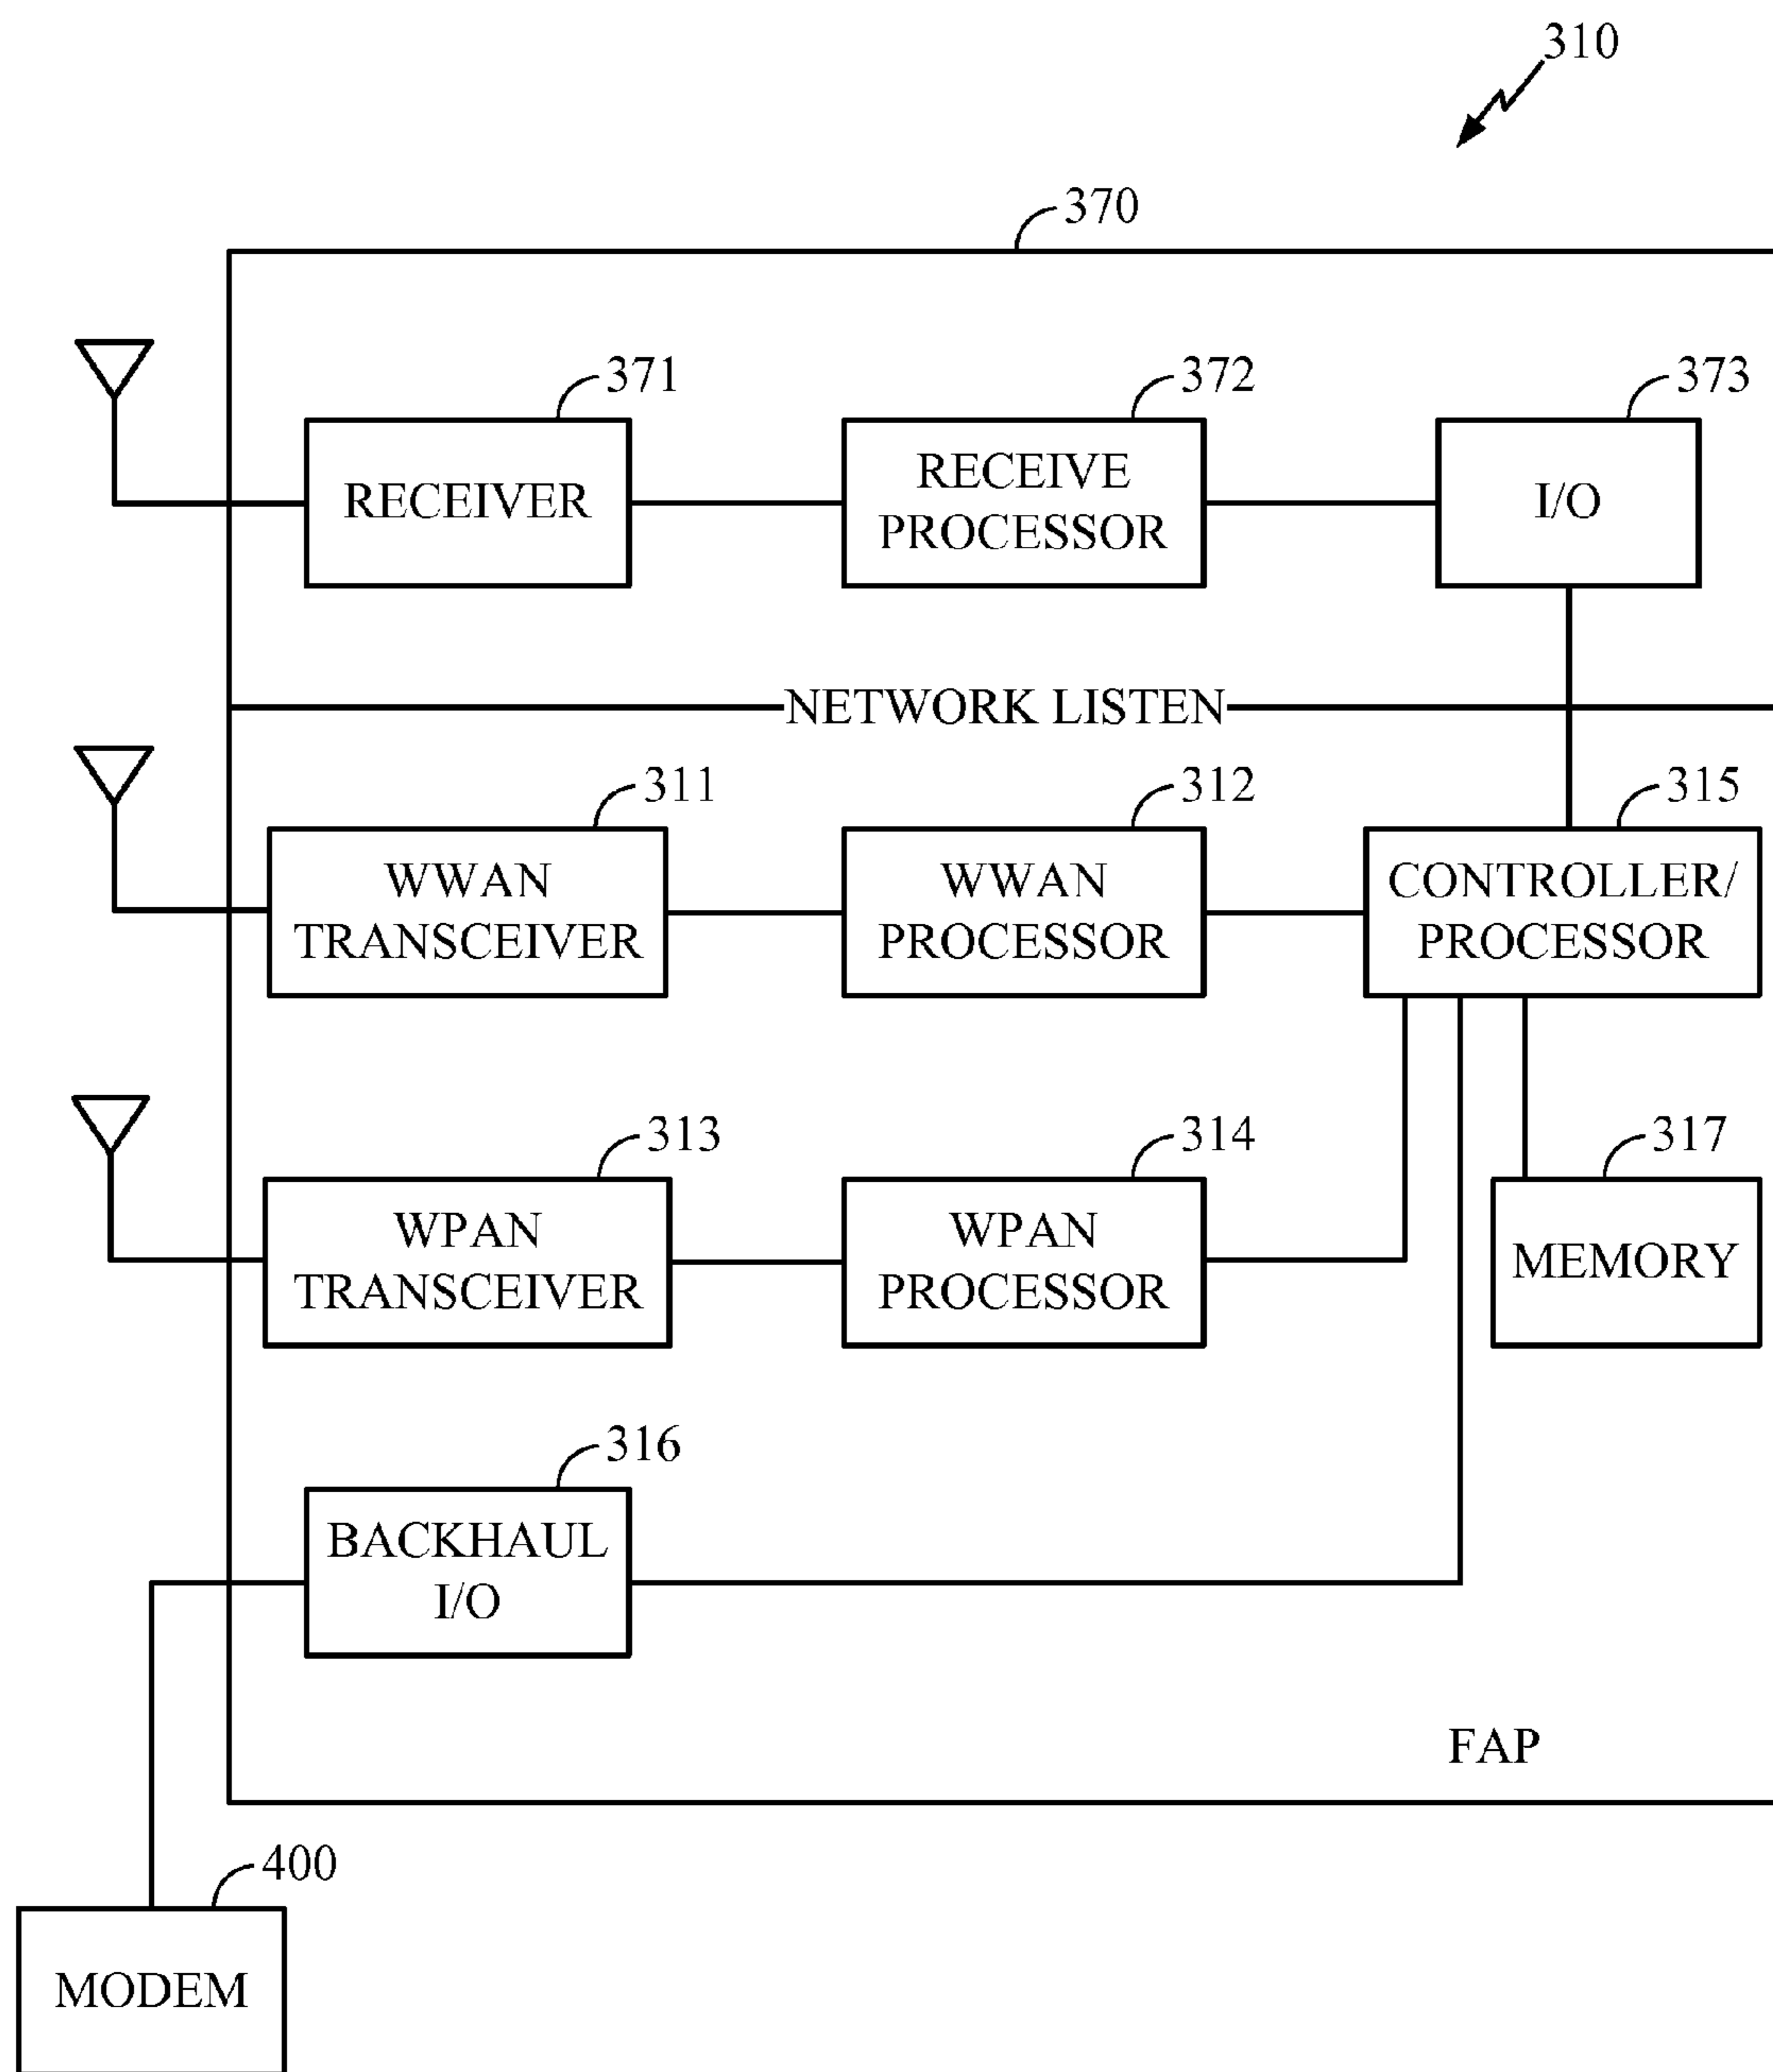 310
370
371
372
373
RECEIVER
RECEIVE
PROCESSOR
I/O
NETWORK LISTEN
311
312
315
WWAN
TRANSCEIVER
WWAN
PROCESSOR
CONTROLLER/
PROCESSOR
313
314
317
WPAN
TRANSCEIVER
WPAN
PROCESSOR
MEMORY
316
BACKHAUL
I/O
FAP
400
MODEM